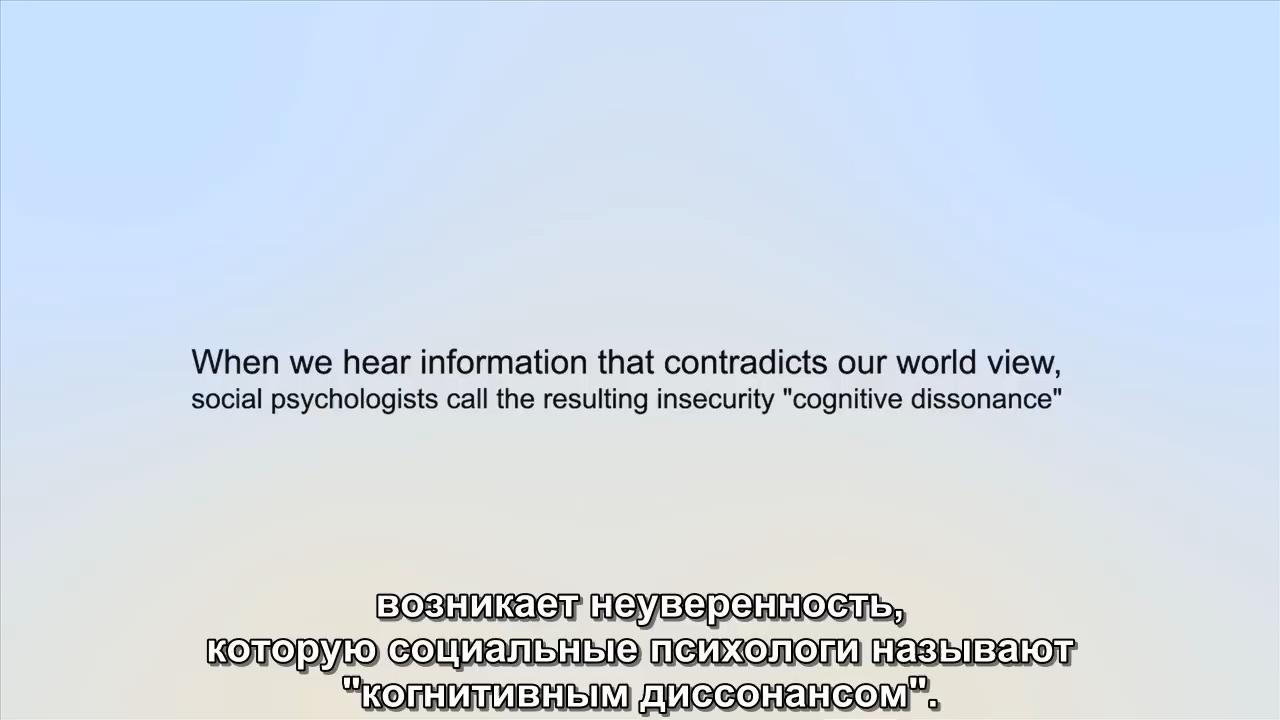 When we hear information that contradicts our world view,
social psychologists call the resulting insecurity "cognitive dissonance"
возникает неуверенность,
которую социальные психологи называют
"когнитивным диссонансом".